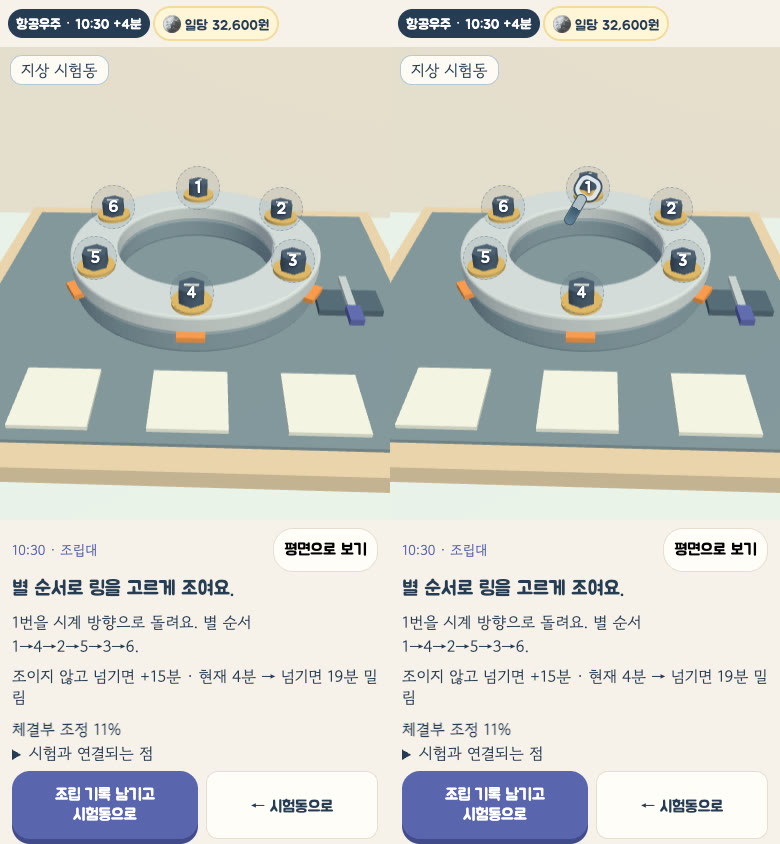 항공우주 · 10:30 +4분
일당 32,600원
지상 시험동
1
6
2
5
3
4
10:30 · 조립대
평면으로 보기
별 순서로 링을 고르게 조여요.
1번을 시계 방향으로 돌려요. 별 순서
1→4→2→5→3→6.
조이지 않고 넘기면 +15분 · 현재 4분 → 넘기면 19분 밀
림
체결부 조정 11%
▶ 시험과 연결되는 점
조립 기록 남기고
시험동으로
← 시험동으로
항공우주 · 10:30 +4분
일당 32,600원
지상 시험동
1
6
2
5
3
4
10:30 · 조립대
평면으로 보기
별 순서로 링을 고르게 조여요.
1번을 시계 방향으로 돌려요. 별 순서
1→4→2→5→3→6.
조이지 않고 넘기면 +15분 · 현재 4분 → 넘기면 19분 밀
림
체결부 조정 11%
▶ 시험과 연결되는 점
조립 기록 남기고
시험동으로
← 시험동으로